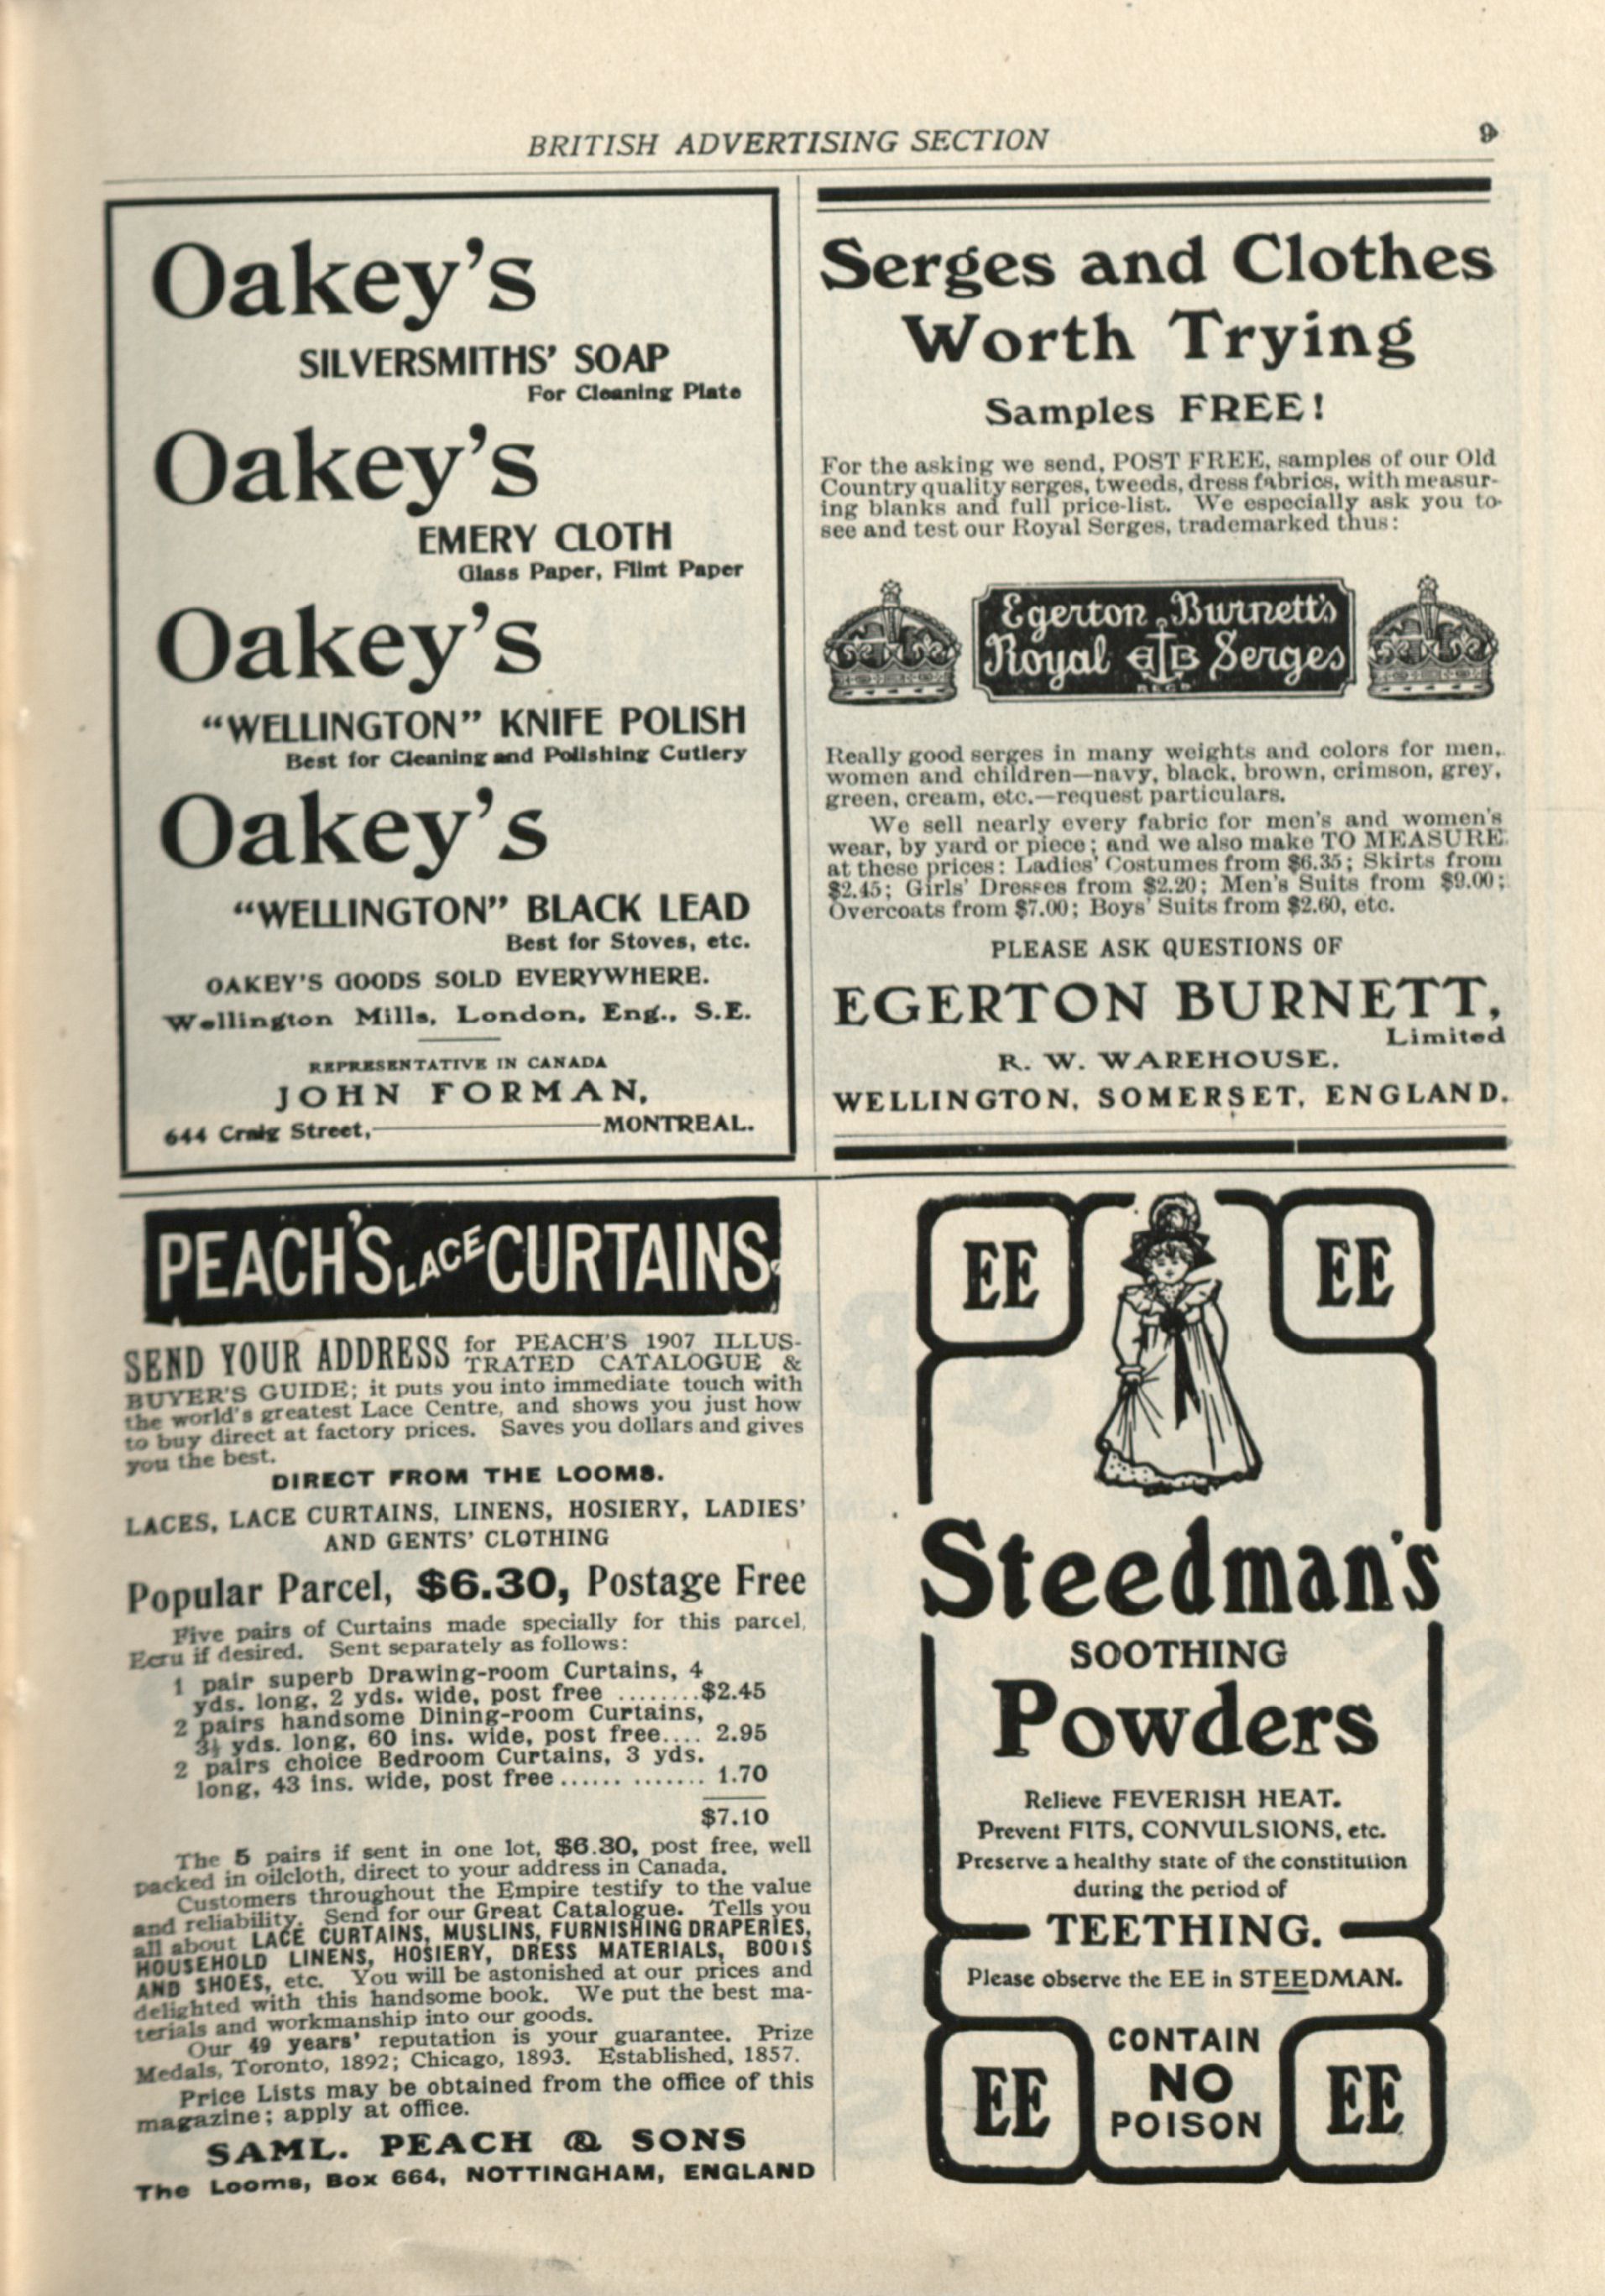 BRITISH ADVERTISING SECTION
9
Oakey's
SILVERSMITHS' SOAP
For Cleaning Plate
Oakey's
EMERY CLOTH
Glass Paper, Flint Paper
Oakey's
"WELLINGTON" KNIFE POLISH
Best for Cleaning and Polishing Cutlery
Oakey's
"WELLINGTON" BLACK LEAD
Best for Stoves, etc.
OAKEY'S GOODS SOLD EVERYWHERE.
Wellington Mills, London, Eng., S.E.
REPRESENTATIVE IN CANADA
JOHN FORMAN,
644 Craig Street, MONTREAL.
Serges and Clothes
Worth Trying
Samples FREE!
For the asking we send, POST FREE, samples of our Old
Country quality serges, tweeds, dress fabrics, with measur-
ing blanks and full price-list. We especially ask you to
see and test our Royal Serges, trademarked thus:
Egerton Burnett's
Royal EB Serges
REGD
Really good serges in many weights and colors for men,
women and children—navy, black, brown, crimson, grey,
green, cream, etc.—request particulars.
We sell nearly every fabric for men's and women's
wear, by yard or piece; and we also make TO MEASURE
at these prices: Ladies' Costumes from $6.35; Skirts from
$2.45; Girls' Dresses from $2.20; Men's Suits from $9.00;
Overcoats from $7.00; Boys' Suits from $2.60, etc.
PLEASE ASK QUESTIONS OF
EGERTON BURNETT,
Limited
R. W. WAREHOUSE,
WELLINGTON, SOMERSET, ENGLAND.
PEACH'S LACE CURTAINS.
SEND YOUR ADDRESS for PEACH'S 1907 ILLUS-
TRATED CATALOGUE &
BUYER'S GUIDE; it puts you into immediate touch with
the world's greatest Lace Centre, and shows you just how
to buy direct at factory prices. Saves you dollars and gives
you the best.
DIRECT FROM THE LOOMS.
LACES, LACE CURTAINS, LINENS, HOSIERY, LADIES'
AND GENTS' CLOTHING
Popular Parcel, $6.30, Postage Free
Five pairs of Curtains made specially for this parcel,
Ecru if desired. Sent separately as follows:
1 pair superb Drawing-room Curtains, 4
yds. long, 2 yds. wide, post free ........$2.45
2 pairs handsome Dining-room Curtains,
3½ yds. long, 60 ins. wide, post free.... 2.95
2 pairs choice Bedroom Curtains, 3 yds.
long, 43 ins. wide, post free ...... ....... 1.70
$7.10
The 5 pairs if sent in one lot, $6.30, post free, well
packed in oilcloth, direct to your address in Canada.
Customers throughout the Empire testify to the value
and reliability. Send for our Great Catalogue. Tells you
all about LACE CURTAINS, MUSLINS, FURNISHING DRAPERIES,
HOUSEHOLD LINENS, HOSIERY, DRESS MATERIALS, BOOTS
AND SHOES, etc. You will be astonished at our prices and
delighted with this handsome book. We put the best ma-
terials and workmanship into our goods.
Our 49 years' reputation is your guarantee. Prize
Medals, Toronto, 1892; Chicago, 1893. Established, 1857.
Price Lists may be obtained from the office of this
magazine; apply at office.
SAML. PEACH & SONS
The Looms, Box 664, NOTTINGHAM, ENGLAND
EE EE
Steedman's
SOOTHING
Powders
Relieve FEVERISH HEAT.
Prevent FITS, CONVULSIONS, etc.
Preserve a healthy state of the constitution
during the period of
TEETHING.
Please observe the EE in STEEDMAN.
CONTAIN
EE NO EE
POISON